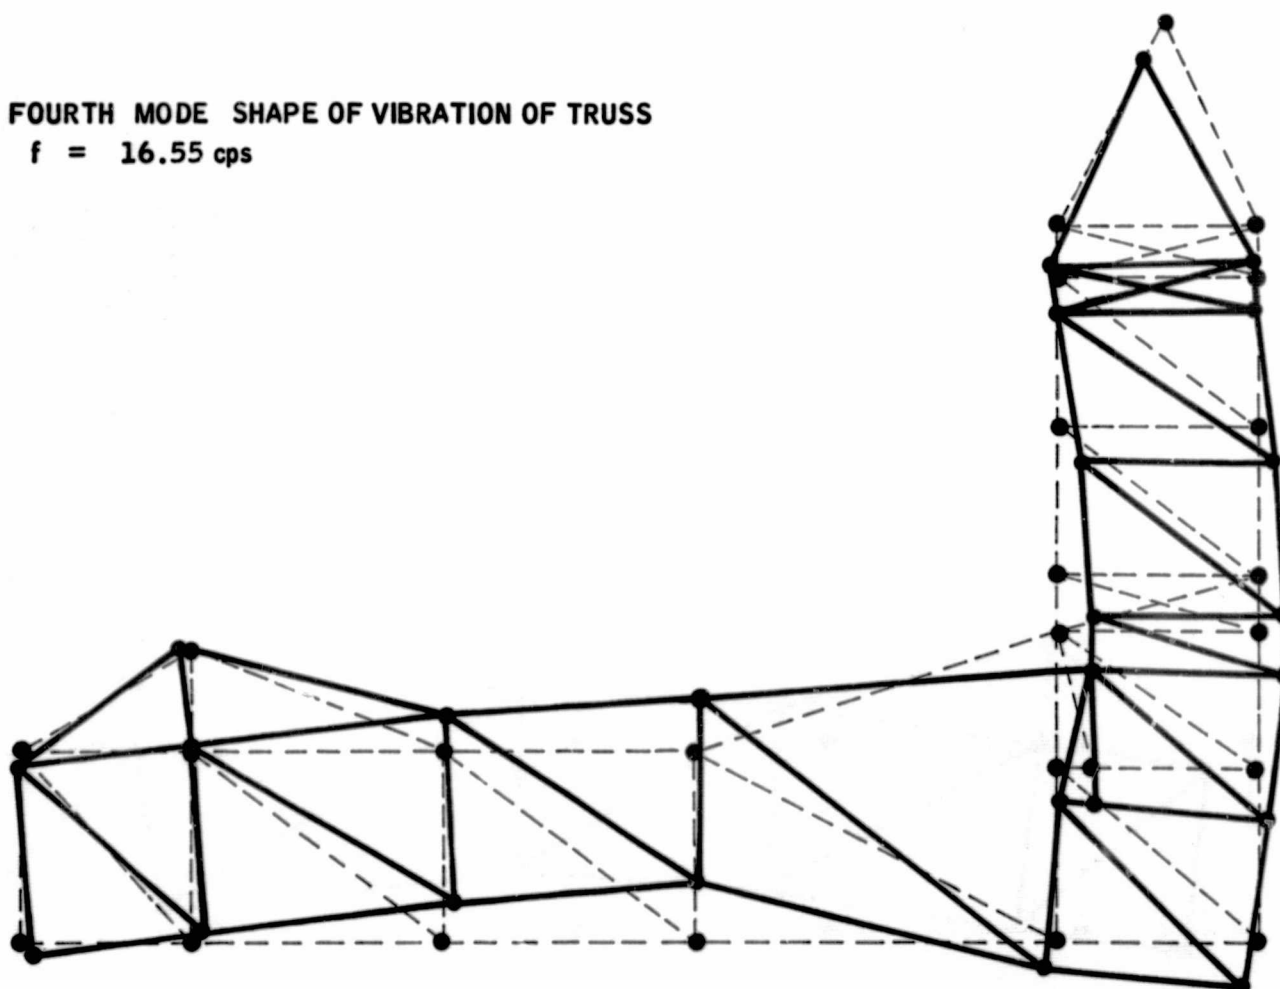 FOURTH MODE SHAPE OF VIBRATION OF TRUSS
f = 16.55 cps